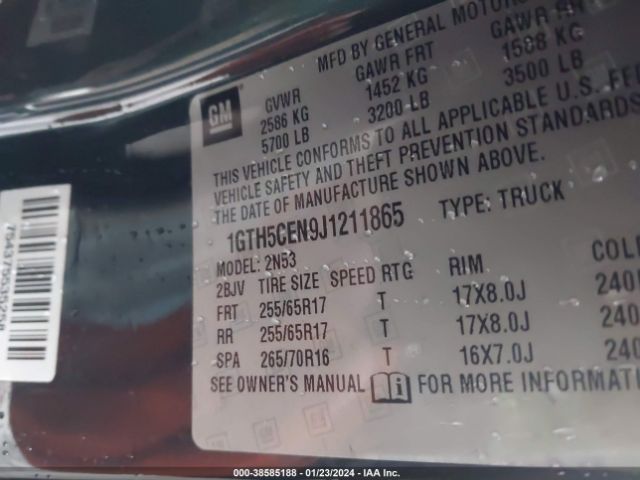 MFD BY GENERAL MOTORS
GVWR GAWR FRT GAWR RR
2586 KG 1452 KG 1588 KG
5700 LB 3200 LB 3500 LB
GM
THIS VEHICLE CONFORMS TO ALL APPLICABLE U.S. FE
VEHICLE SAFETY AND THEFT PREVENTION STANDARDS
THE DATE OF MANUFACTURE SHOWN ABOVE.
1GTH5CEN9J1211865 TYPE: TRUCK
MODEL: 2N53
2BJV TIRE SIZE SPEED RTG RIM COL
FRT 255/65R17 T 17X8.0J 240
RR 255/65R17 T 17X8.0J 240
SPA 265/70R16 T 16X7.0J 240
SEE OWNER'S MANUAL i FOR MORE INFORMAT
000-38585188 - 01/23/2024 - IAA Inc.